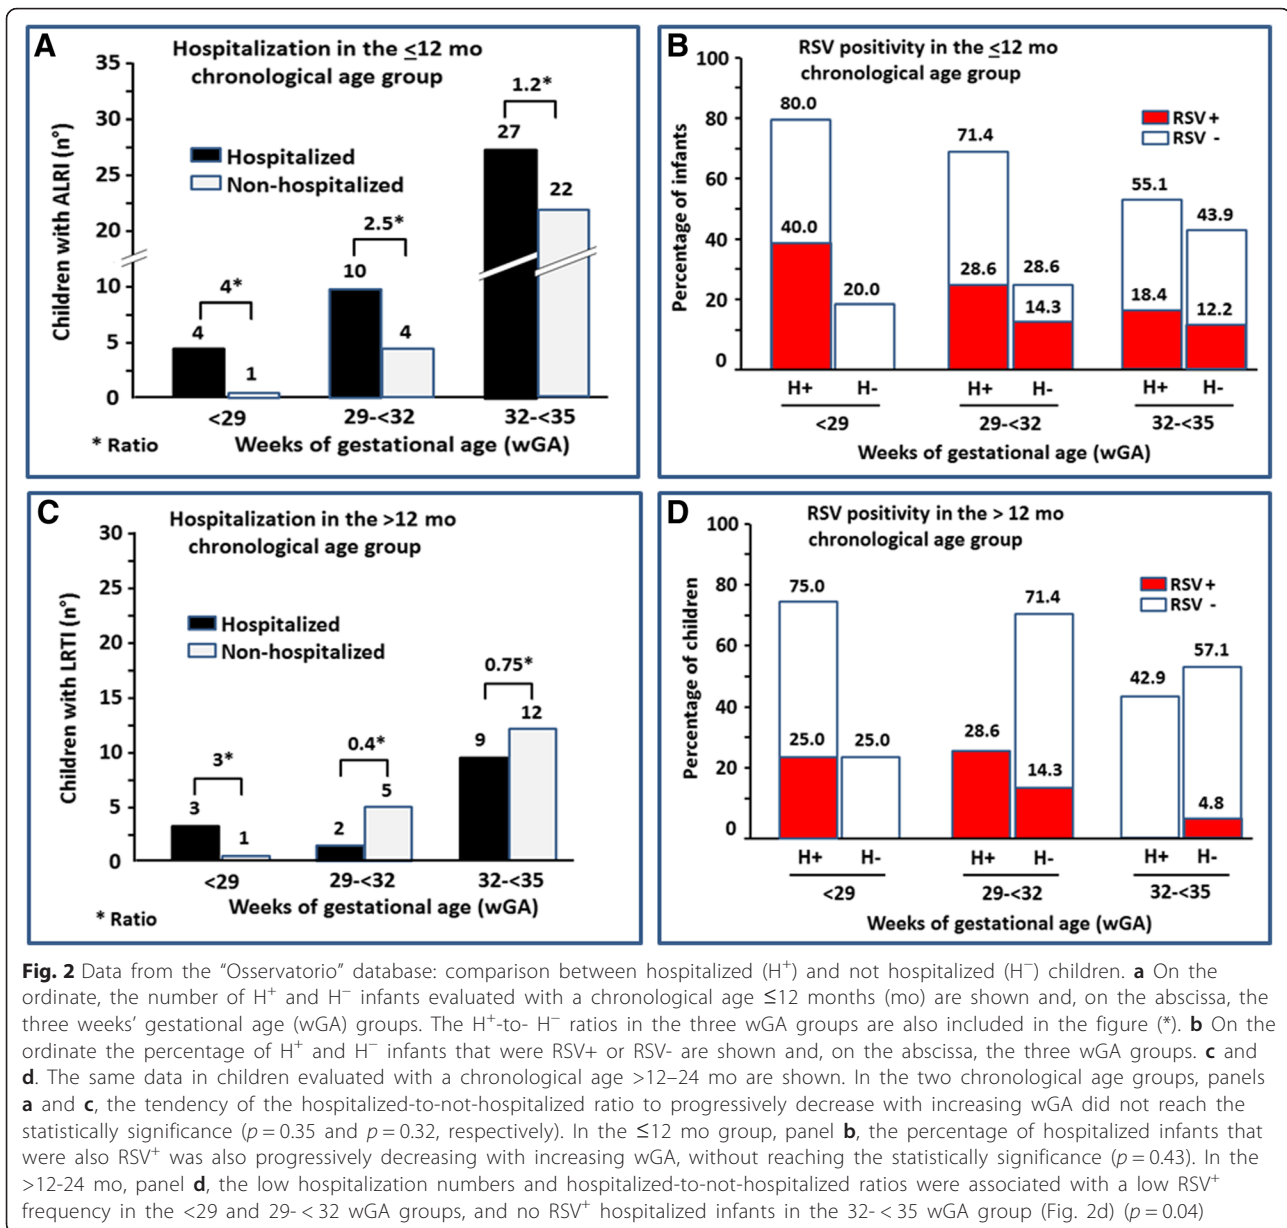 A
Hospitalization in the ≤12 mo
chronological age group
Children with ALRI (n°)
35
30
25
20
10
5
0
Hospitalized
Non-hospitalized
4*
4
1
2.5*
10
4
1.2*
27
22
<29
29-<32
32-<35
* Ratio
Weeks of gestational age (wGA)
B
RSV positivity in the ≤12 mo
chronological age group
Percentage of infants
100
80
60
40
20
0
RSV +
RSV -
80.0
40.0
20.0
71.4
28.6
28.6
14.3
55.1
18.4
43.9
12.2
H+ H- H+ H- H+ H-
<29
29-<32
32-<35
Weeks of gestational age (wGA)
C
Hospitalization in the >12 mo
chronological age group
Children with LRTI (n°)
30
25
20
15
10
5
0
Hospitalized
Non-hospitalized
3*
3
1
0.4*
2
5
0.75*
9
12
<29
29-<32
32-<35
* Ratio
Weeks of gestational age (wGA)
D
RSV positivity in the > 12 mo
chronological age group
Percentage of children
100
80
60
40
20
0
RSV +
RSV -
75.0
25.0
25.0
28.6
71.4
14.3
42.9
57.1
4.8
H+ H- H+ H- H+ H-
<29
29-<32
32-<35
Weeks of gestational age (wGA)
Fig. 2 Data from the “Osservatorio” database: comparison between hospitalized (H⁺) and not hospitalized (H⁻) children. a On the
ordinate, the number of H⁺ and H⁻ infants evaluated with a chronological age ≤12 months (mo) are shown and, on the abscissa, the
three weeks’ gestational age (wGA) groups. The H⁺-to- H⁻ ratios in the three wGA groups are also included in the figure (*). b On the
ordinate the percentage of H⁺ and H⁻ infants that were RSV+ or RSV- are shown and, on the abscissa, the three wGA groups. c and
d. The same data in children evaluated with a chronological age >12–24 mo are shown. In the two chronological age groups, panels
a and c, the tendency of the hospitalized-to-not-hospitalized ratio to progressively decrease with increasing wGA did not reach the
statistically significance (p = 0.35 and p = 0.32, respectively). In the ≤12 mo group, panel b, the percentage of hospitalized infants that
were also RSV⁺ was also progressively decreasing with increasing wGA, without reaching the statistically significance (p = 0.43). In the
>12-24 mo, panel d, the low hospitalization numbers and hospitalized-to-not-hospitalized ratios were associated with a low RSV⁺
frequency in the <29 and 29- < 32 wGA groups, and no RSV⁺ hospitalized infants in the 32- < 35 wGA group (Fig. 2d) (p = 0.04)